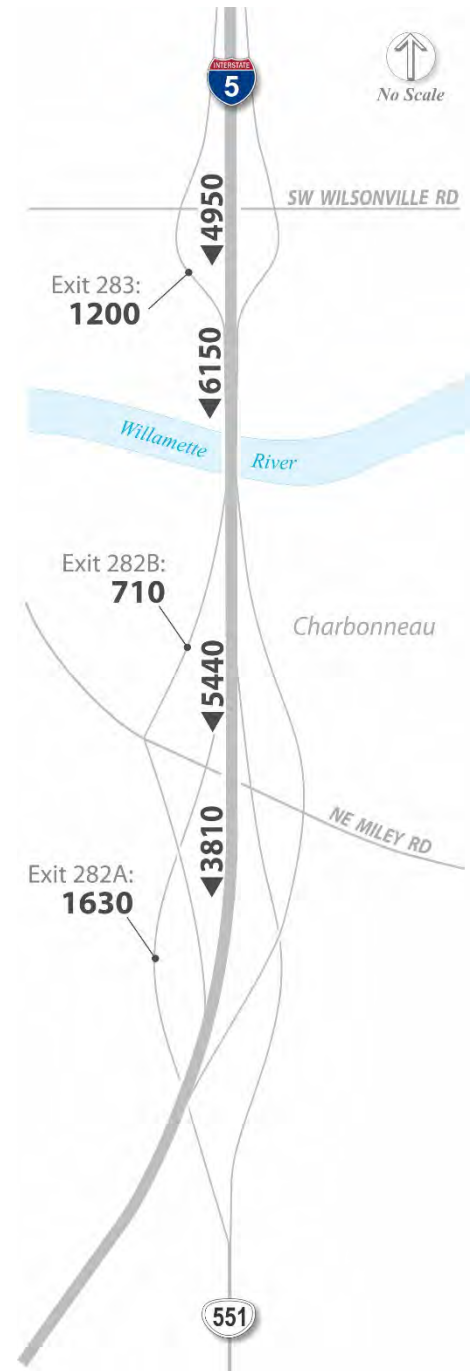 INTERSTATE
5
No Scale
4950
SW WILSONVILLE RD
Exit 283:
1200
6150
Willamette River
Exit 282B:
710
Charbonneau
5440
NE MILEY RD
3810
Exit 282A:
1630
551